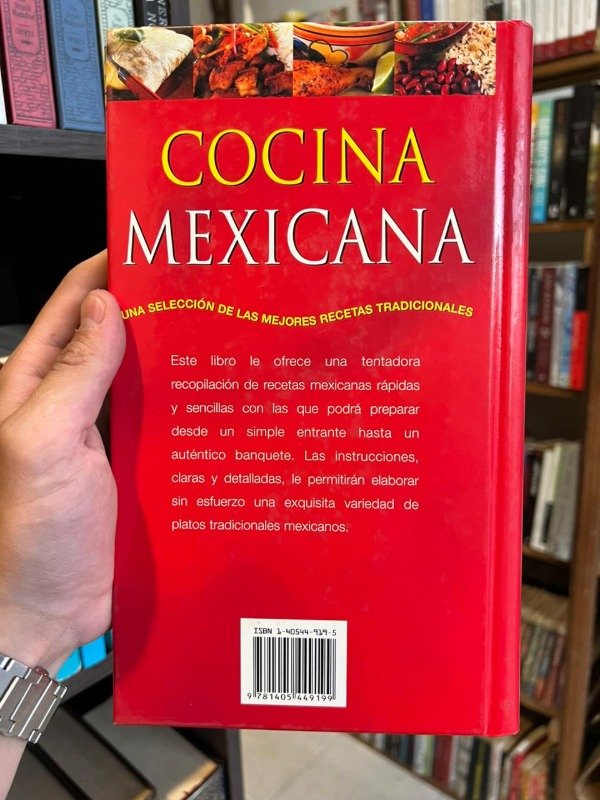 COCINA
MEXICANA
UNA SELECCIÓN DE LAS MEJORES RECETAS TRADICIONALES
Este libro le ofrece una tentadora
recopilación de recetas mexicanas rápidas
y sencillas con las que podrá preparar
desde un simple entrante hasta un
auténtico banquete. Las instrucciones,
claras y detalladas, le permitirán elaborar
sin esfuerzo una exquisita variedad de
platos tradicionales mexicanos.
ISBN 1-40544-919-5
9 781405 449199